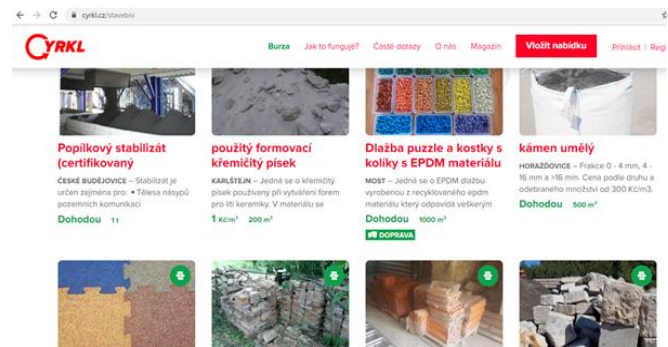 cyrkl.cz/stavebni
CYRKL
Burza Jak to funguje? Časté dotazy O nás Magazín Vložit nabídku Přihlásit | Regi
Popílkový stabilizát
(certifikovaný
ČESKÉ BUDĚJOVICE – Stabilizát je
určen zejména pro: • Tělesa násypů
pozemních komunikací
Dohodou 1 t
použitý formovací
křemičitý písek
KARLŠTEJN – Jedná se o křemičitý
písek používaný při vytváření forem
pro liti keramiky. V materiálu se
1 Kč/m³ 200 m³
Dlažba puzzle a kostky s
kolíky s EPDM materiálu
MOST – Jedná se o EPDM dlažbu
vyrobenou z recyklovaného epdm
materiálu který odpovídá veškerým
Dohodou 1000 m²
DOPRAVA
kámen umělý
HORAŽĎOVICE – Frakce 0 - 4 mm, 4 -
16 mm a >16 mm. Cena podle druhu a
odebraného množství od 300 Kč/m3.
Dohodou 500 m³